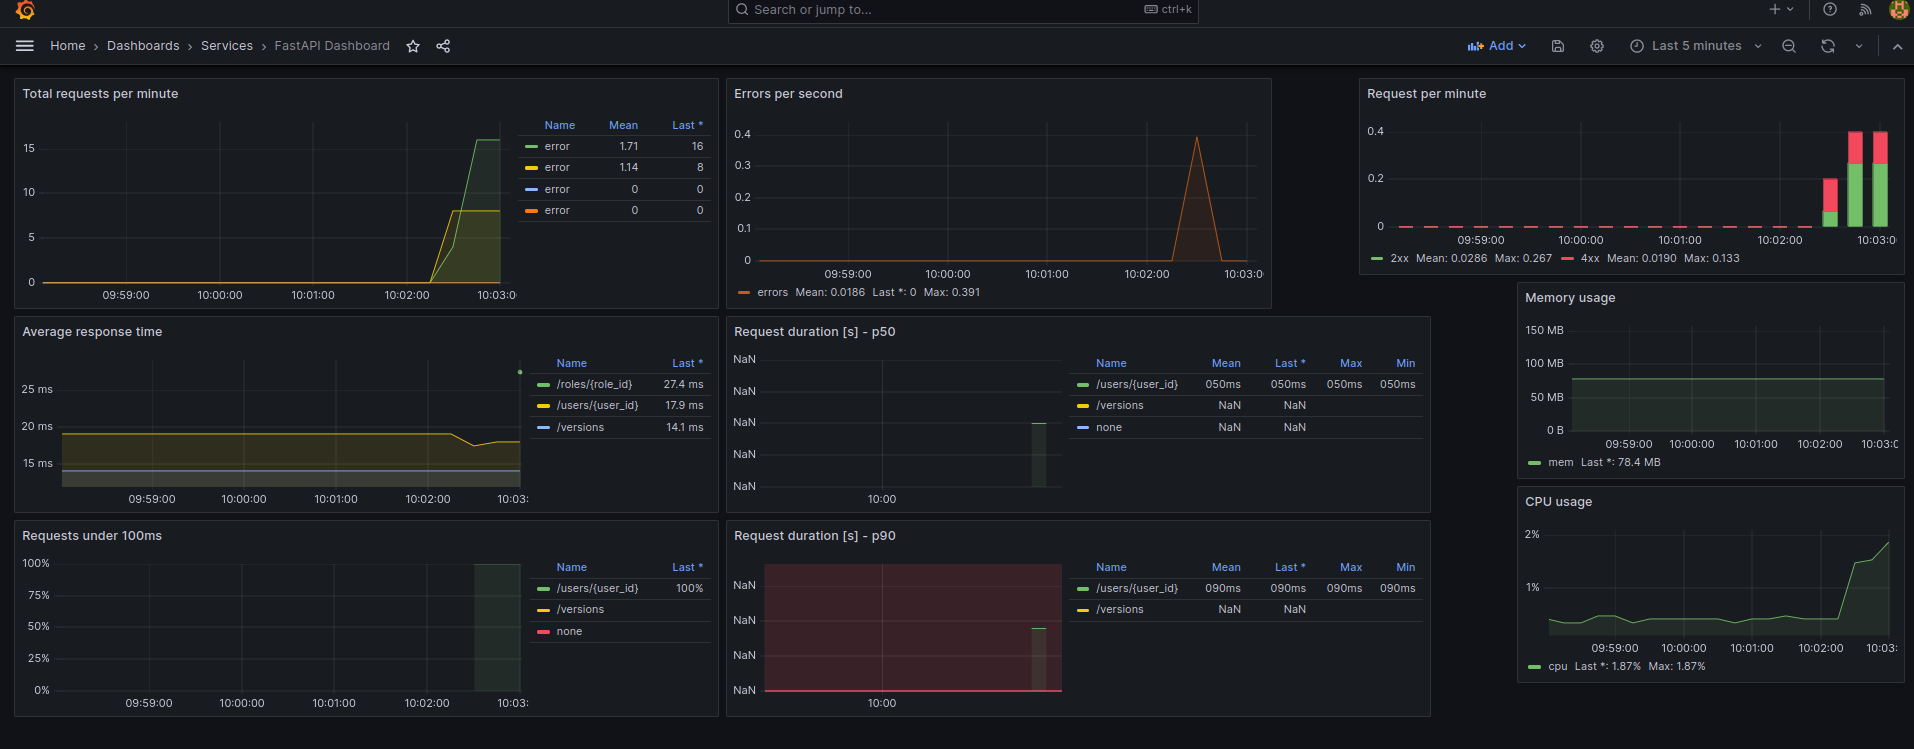 Search or jump to... ctrl+k
Home › Dashboards › Services › FastAPI Dashboard Add Last 5 minutes
Total requests per minute
Name Mean Last *
error 1.71 16
error 1.14 8
error 0 0
error 0 0
15
10
5
0
09:59:00 10:00:00 10:01:00 10:02:00 10:03:0
Errors per second
0.4
0.3
0.2
0.1
0
09:59:00 10:00:00 10:01:00 10:02:00 10:03:0
errors Mean: 0.0186 Last *: 0 Max: 0.391
Request per minute
0.4
0.2
0
09:59:00 10:00:00 10:01:00 10:02:00 10:03:0
2xx Mean: 0.0286 Max: 0.267 4xx Mean: 0.0190 Max: 0.133
Average response time
25 ms
20 ms
15 ms
09:59:00 10:00:00 10:01:00 10:02:00 10:03:
Name Last *
/roles/{role_id} 27.4 ms
/users/{user_id} 17.9 ms
/versions 14.1 ms
Request duration [s] - p50
NaN
NaN
NaN
NaN
NaN
10:00
Name Mean Last * Max Min
/users/{user_id} 050ms 050ms 050ms 050ms
/versions NaN NaN
none NaN NaN
Memory usage
150 MB
100 MB
50 MB
0 B
09:59:00 10:00:00 10:01:00 10:02:00 10:03:0
mem Last *: 78.4 MB
Requests under 100ms
100%
75%
50%
25%
0%
09:59:00 10:00:00 10:01:00 10:02:00 10:03:
Name Last *
/users/{user_id} 100%
/versions
none
Request duration [s] - p90
NaN
NaN
NaN
NaN
10:00
Name Mean Last * Max Min
/users/{user_id} 090ms 090ms 090ms 090ms
/versions NaN NaN
CPU usage
2%
1%
09:59:00 10:00:00 10:01:00 10:02:00 10:03:
cpu Last *: 1.87% Max: 1.87%